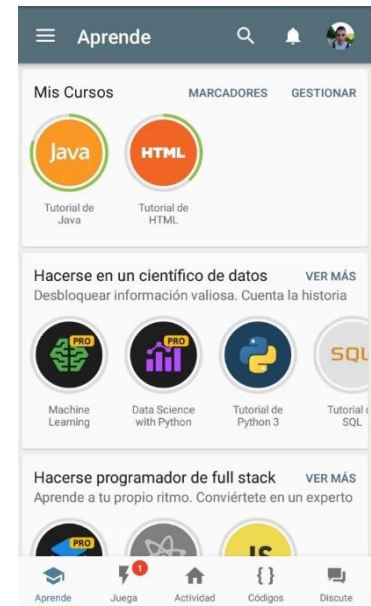 Aprende
Mis Cursos MARCADORES GESTIONAR
Java HTML
Tutorial de Java Tutorial de HTML
Hacerse en un científico de datos VER MÁS
Desbloquear información valiosa. Cuenta la historia
PRO PRO SQL
Machine Learning Data Science with Python Tutorial de Python 3 Tutorial d SQL
Hacerse programador de full stack VER MÁS
Aprende a tu propio ritmo. Conviértete en un experto
PRO JS
1
Aprende Juega Actividad Códigos Discute